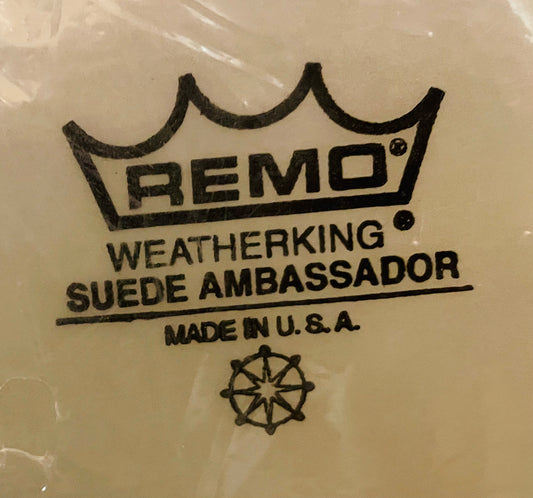 REMO®
WEATHERKING®
SUEDE AMBASSADOR
MADE IN U.S.A.